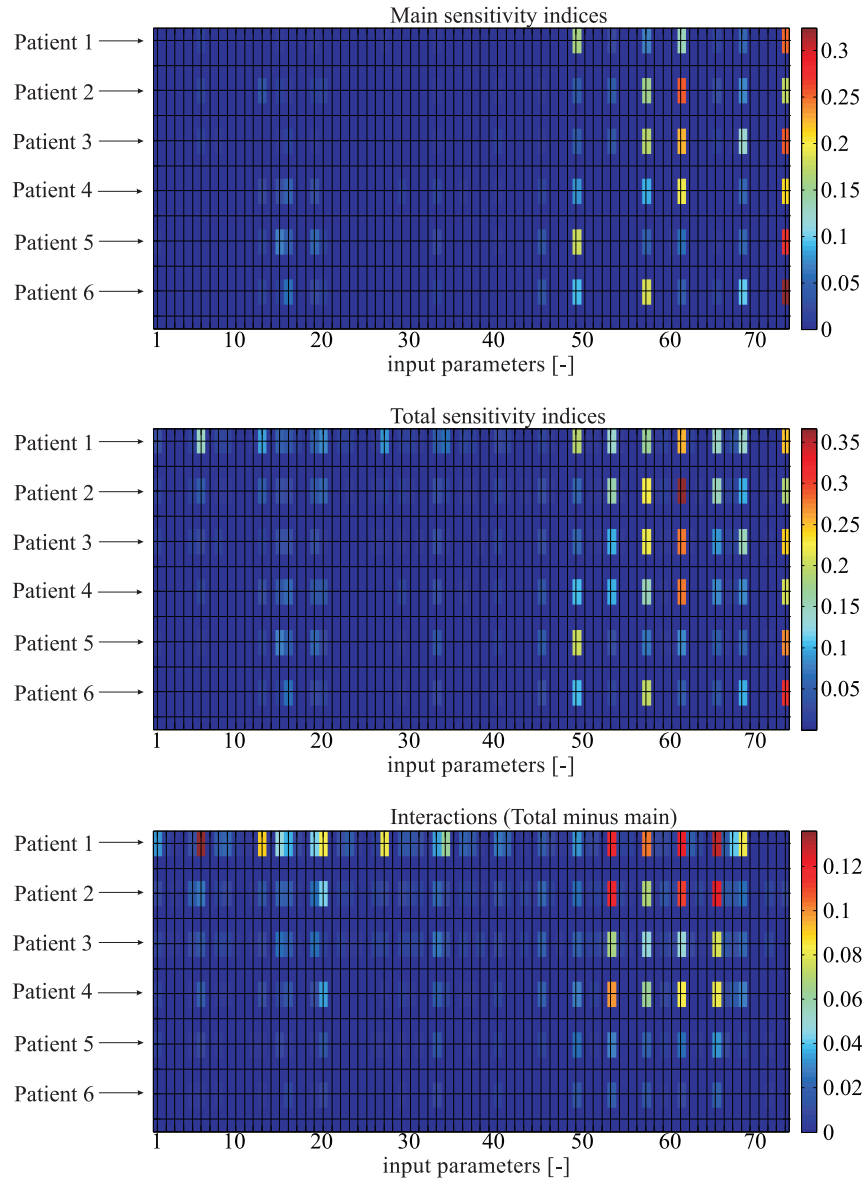 Main sensitivity indices
Patient 1
Patient 2
Patient 3
Patient 4
Patient 5
Patient 6
0.3
0.25
0.2
0.15
0.1
0.05
0
1 10 20 30 40 50 60 70
input parameters [-]
Total sensitivity indices
Patient 1
Patient 2
Patient 3
Patient 4
Patient 5
Patient 6
0.35
0.3
0.25
0.2
0.15
0.1
0.05
1 10 20 30 40 50 60 70
input parameters [-]
Interactions (Total minus main)
Patient 1
Patient 2
Patient 3
Patient 4
Patient 5
Patient 6
0.12
0.1
0.08
0.06
0.04
0.02
0
1 10 20 30 40 50 60 70
input parameters [-]